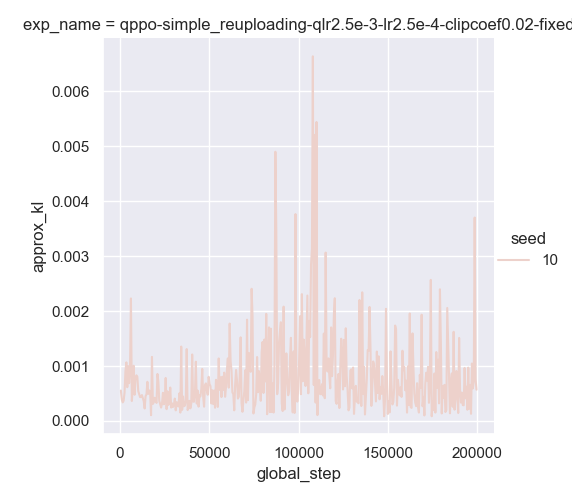 exp_name = qppo-simple_reuploading-qlr2.5e-3-lr2.5e-4-clipcoef0.02-fixed
0.006
0.005
0.004
0.003
0.002
0.001
0.000
approx_kl
0 50000 100000 150000 200000
global_step
seed
10